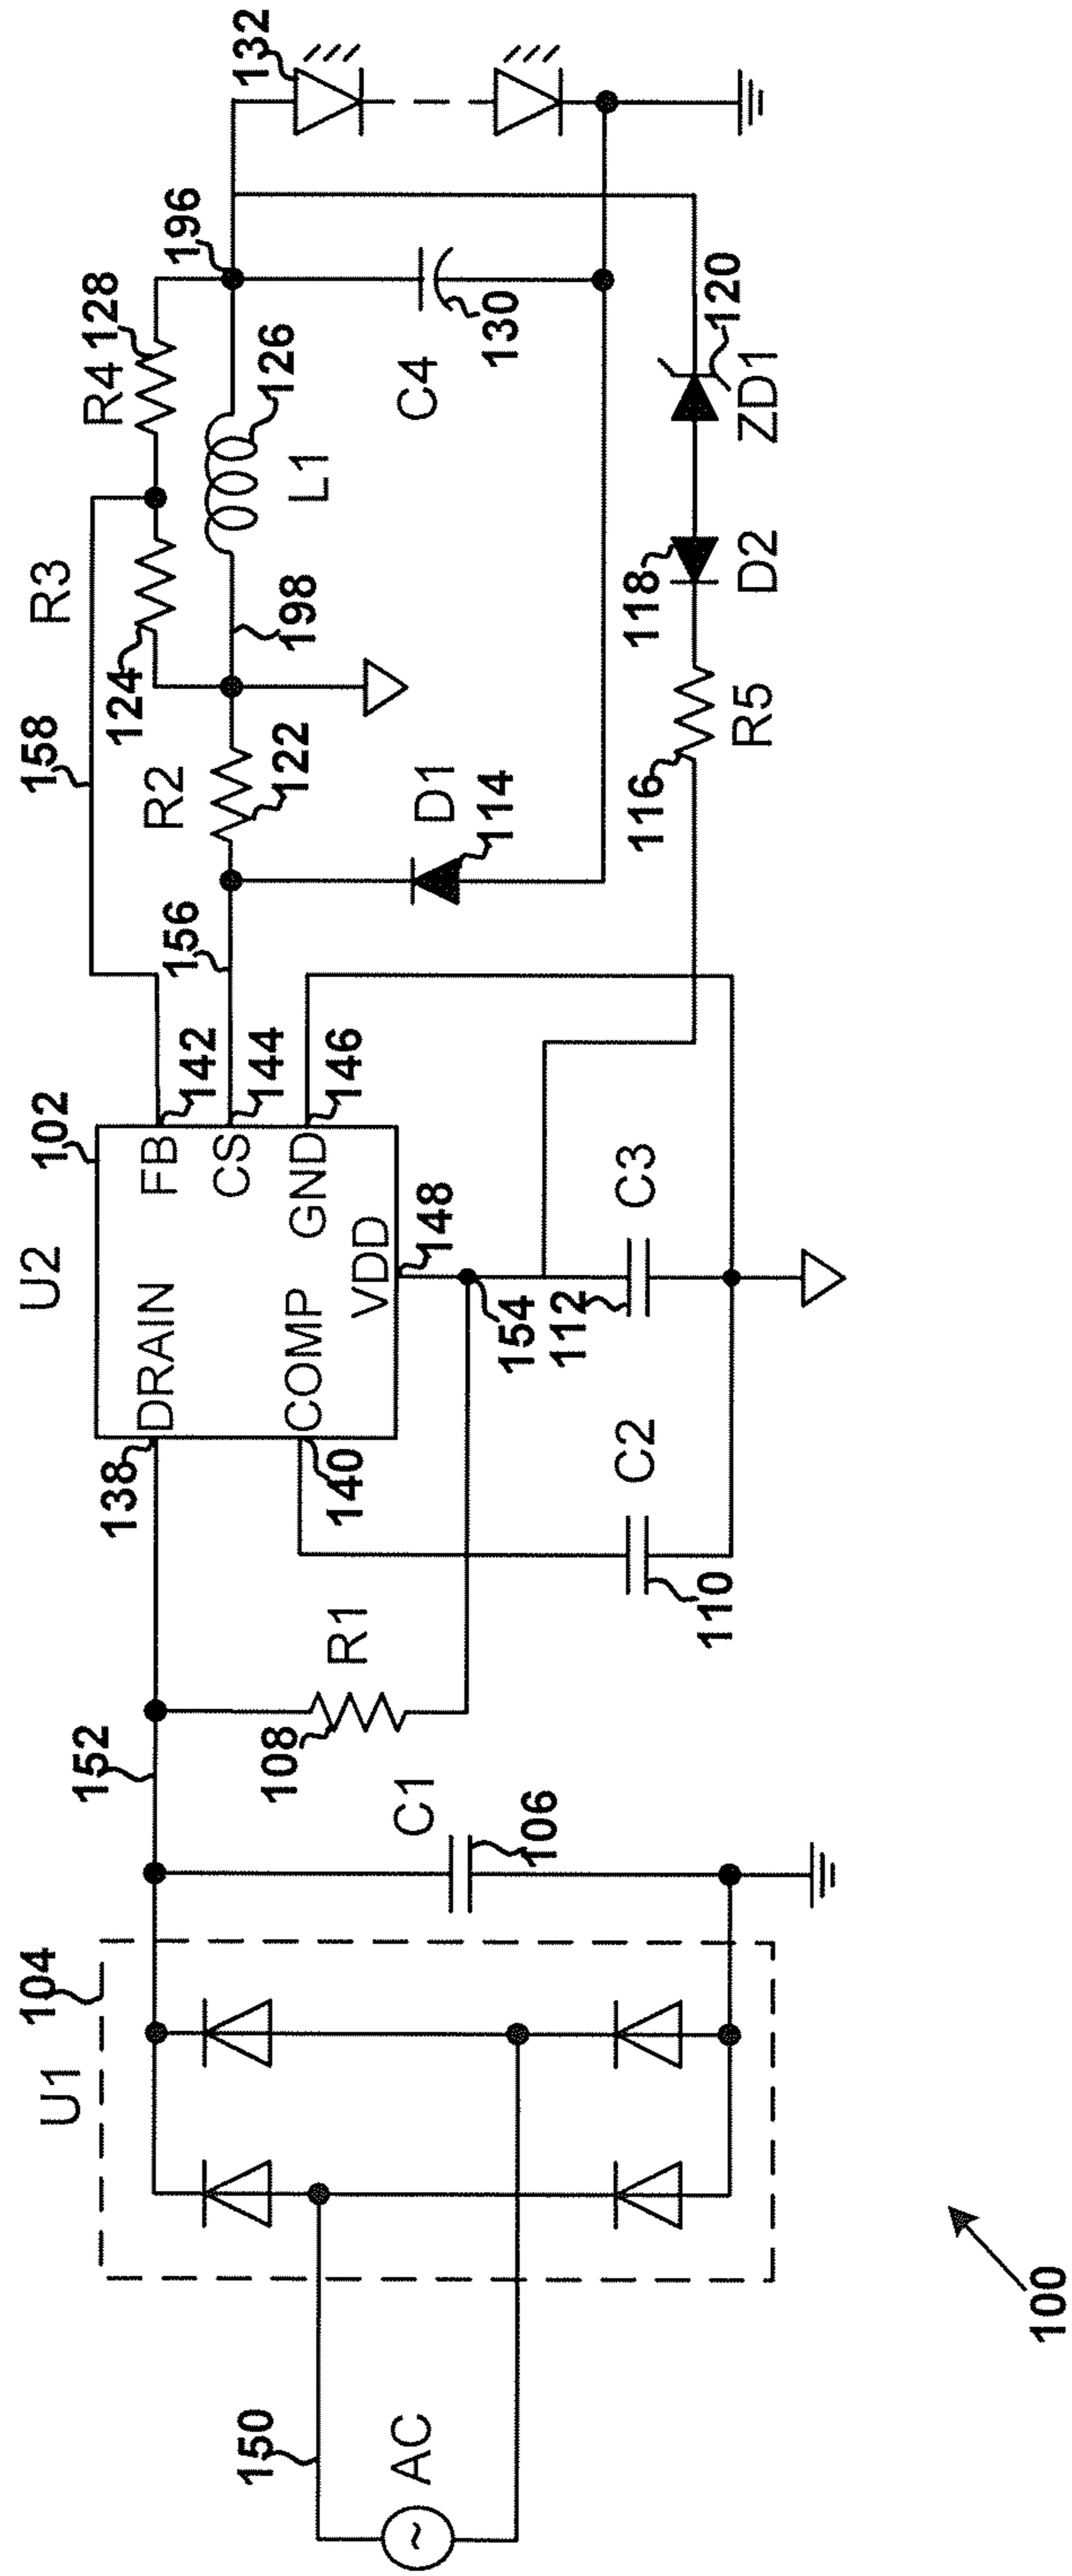 U1
104
150
AC
~
152
C1
106
108
R1
138
DRAIN
U2
102
FB
142
CS
144
GND
146
COMP
140
VDD
148
154
C2
110
112
C3
158
156
R2
122
D1
114
R3
124
198
R4
128
L1
126
196
C4
130
132
116
R5
118
D2
ZD1
120
100